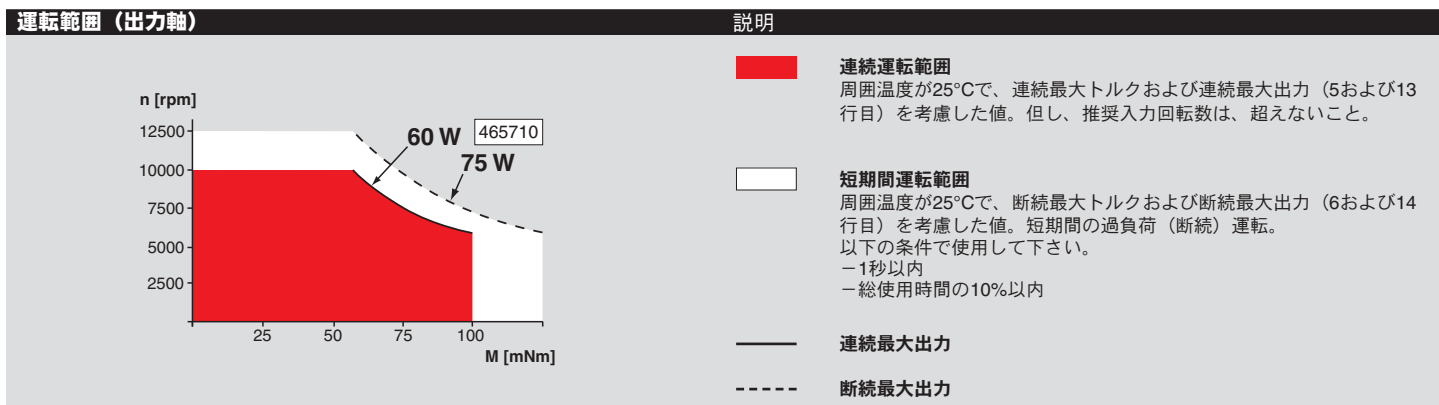 運転範囲（出力軸）
説明
n [rpm]
12500
10000
7500
5000
2500
60 W
465710
75 W
25
50
75
100
M [mNm]
連続運転範囲
周囲温度が25°Cで、連続最大トルクおよび連続最大出力（5および13
行目）を考慮した値。但し、推奨入力回転数は、超えないこと。
短期間運転範囲
周囲温度が25°Cで、断続最大トルクおよび断続最大出力（6および14
行目）を考慮した値。短期間の過負荷（断続）運転。
以下の条件で使用して下さい。
－1秒以内
－総使用時間の10%以内
連続最大出力
断続最大出力